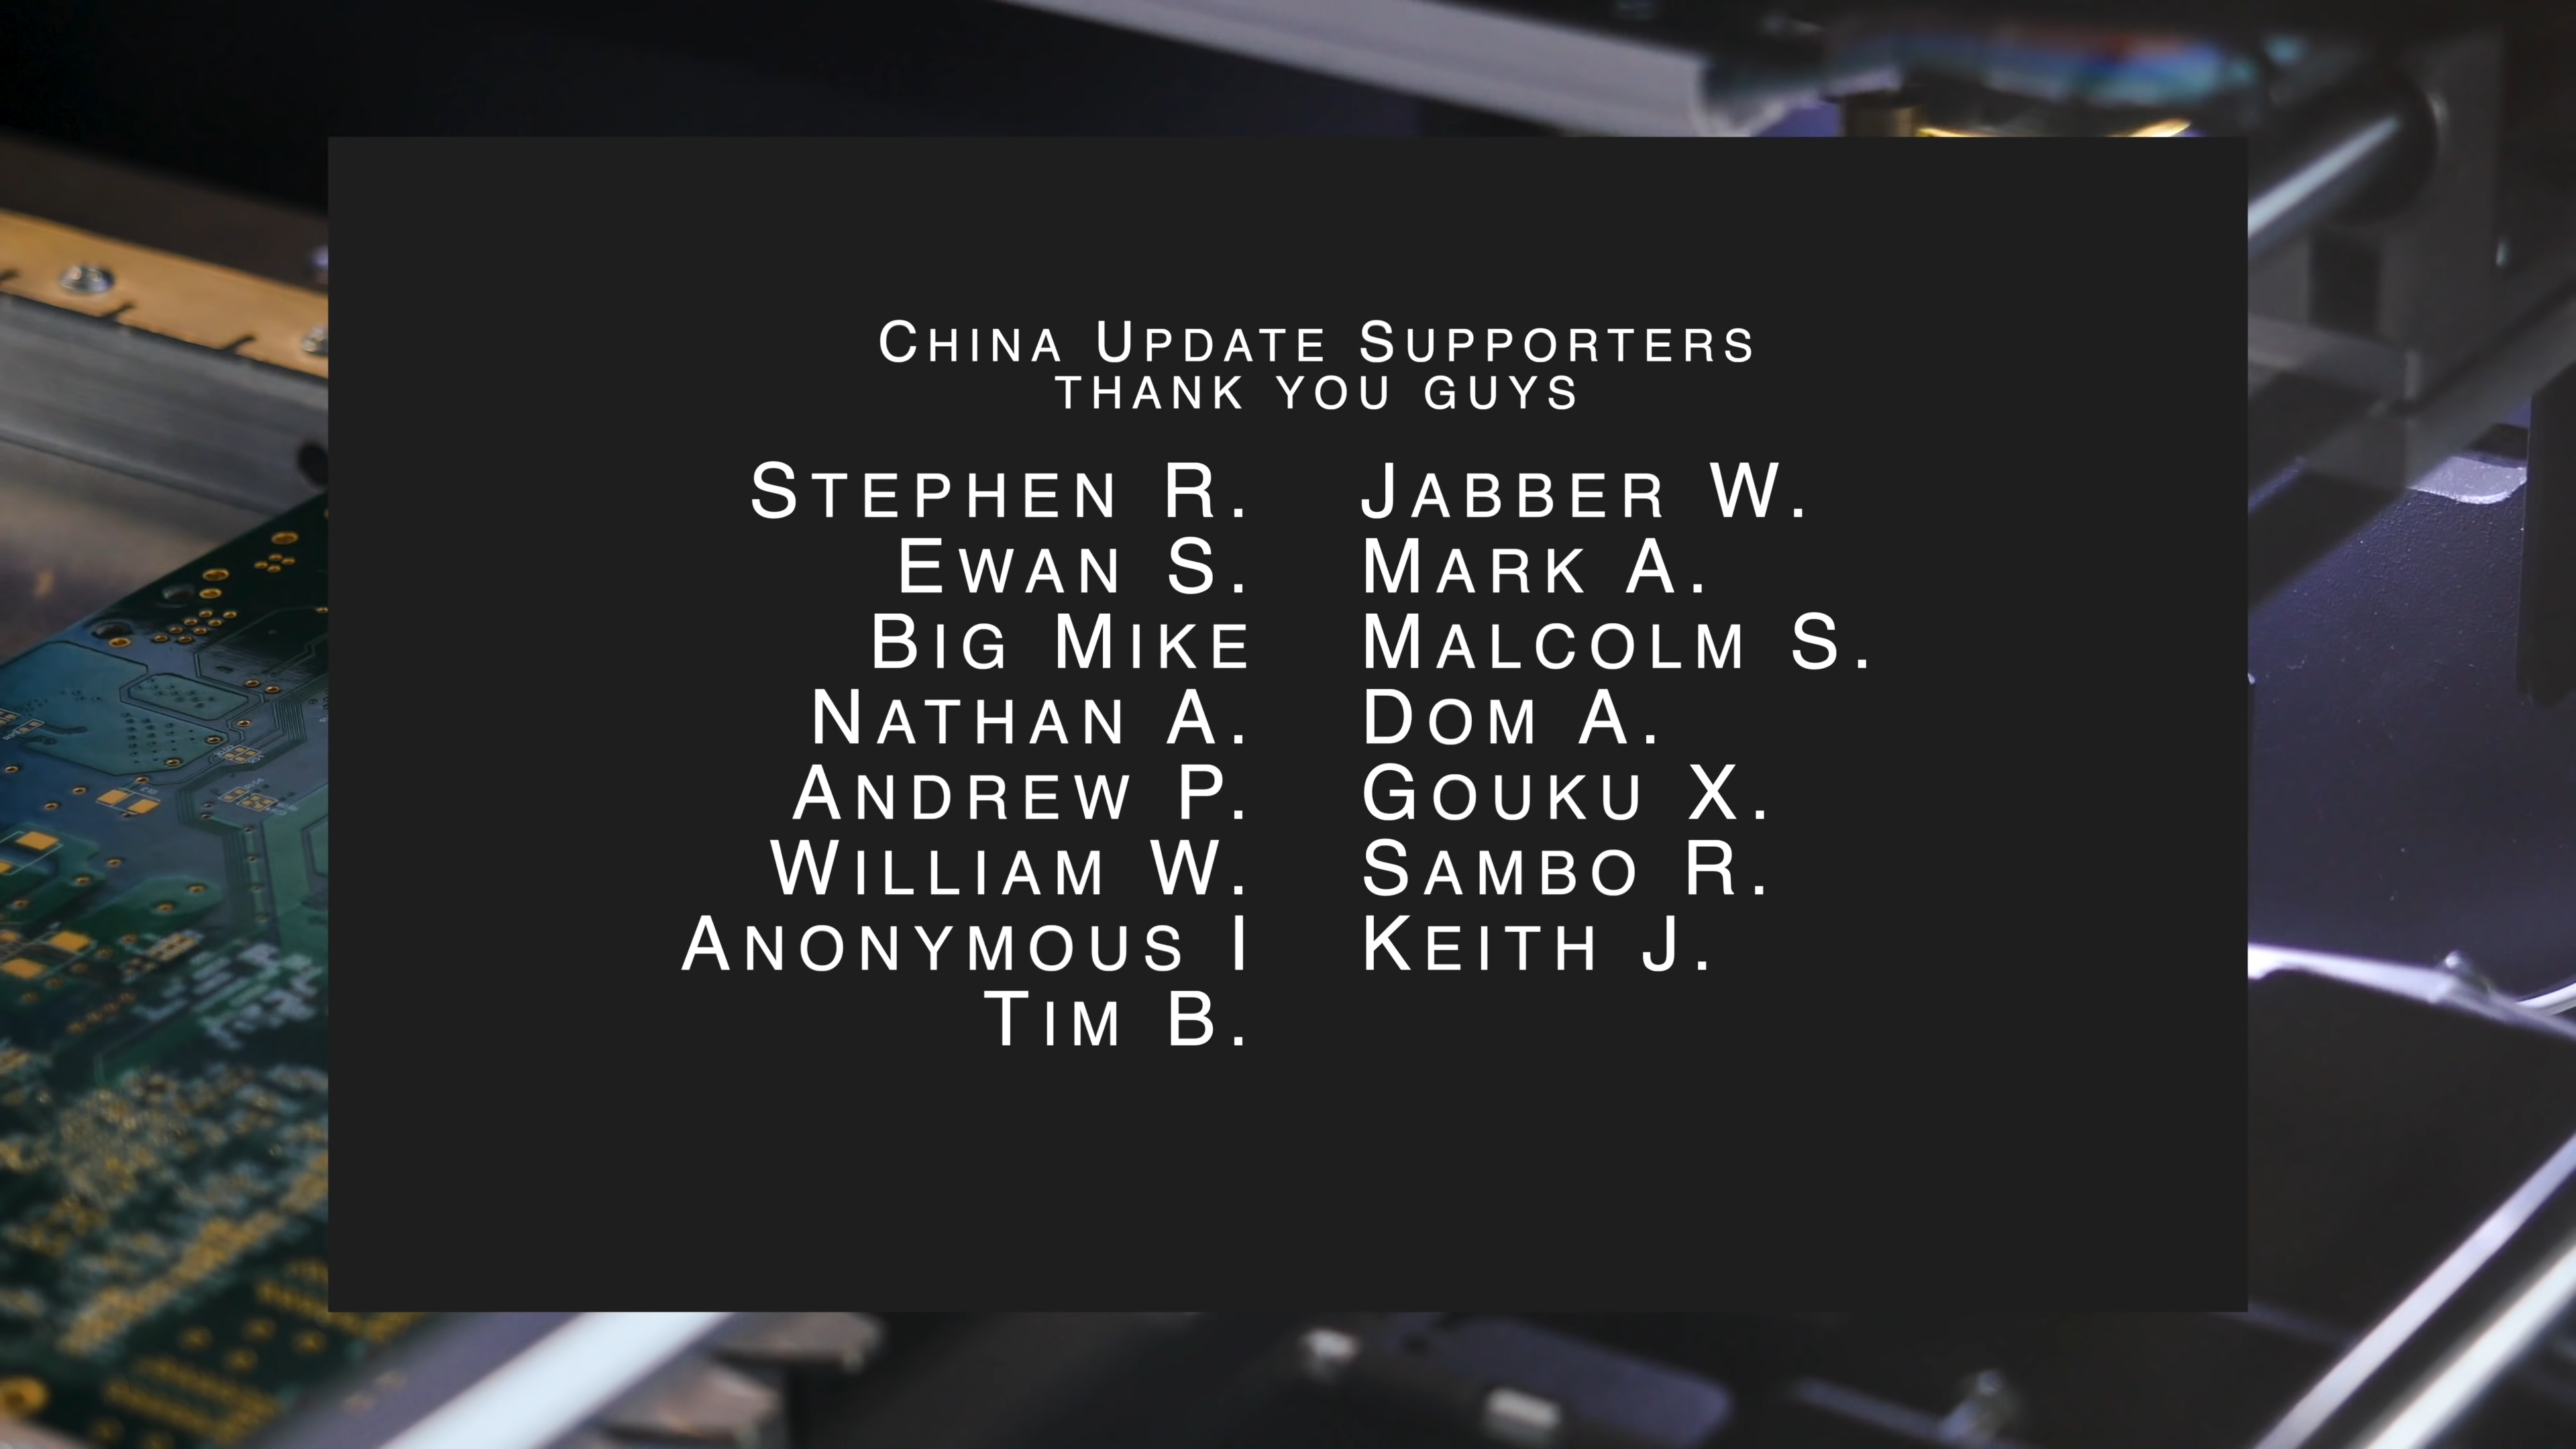 China Update Supporters
thank you guys
Stephen R.
Ewan S.
Big Mike
Nathan A.
Andrew P.
William W.
Anonymous I
Tim B.
Jabber W.
Mark A.
Malcolm S.
Dom A.
Gouku X.
Sambo R.
Keith J.